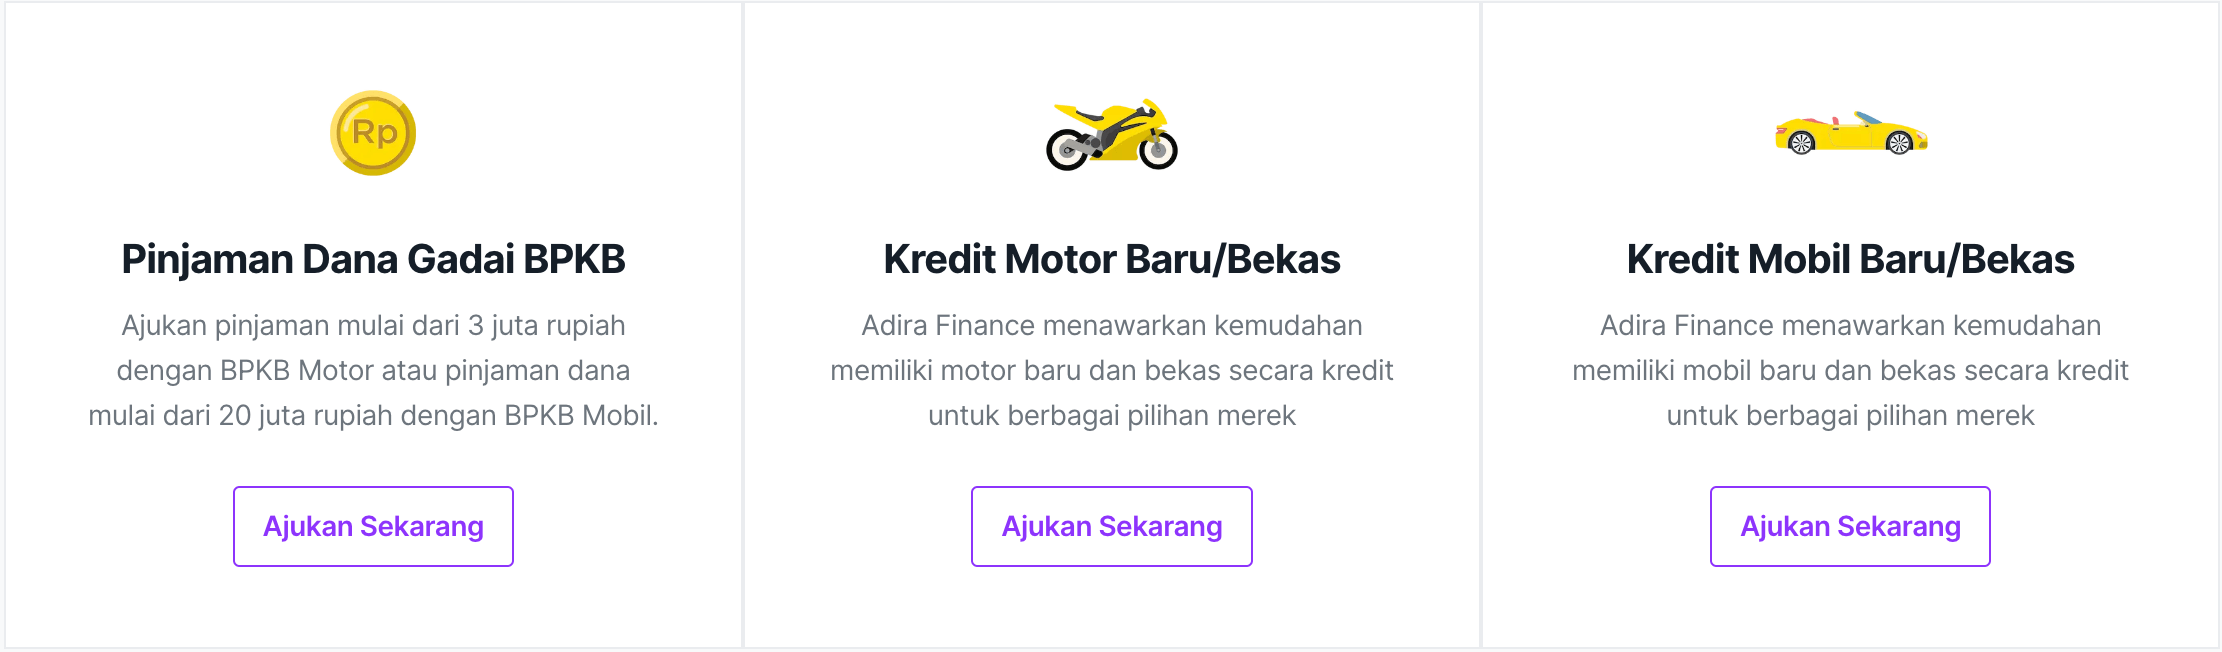 Rp
Pinjaman Dana Gadai BPKB
Ajukan pinjaman mulai dari 3 juta rupiah
dengan BPKB Motor atau pinjaman dana
mulai dari 20 juta rupiah dengan BPKB Mobil.
Ajukan Sekarang
Kredit Motor Baru/Bekas
Adira Finance menawarkan kemudahan
memiliki motor baru dan bekas secara kredit
untuk berbagai pilihan merek
Ajukan Sekarang
Kredit Mobil Baru/Bekas
Adira Finance menawarkan kemudahan
memiliki mobil baru dan bekas secara kredit
untuk berbagai pilihan merek
Ajukan Sekarang